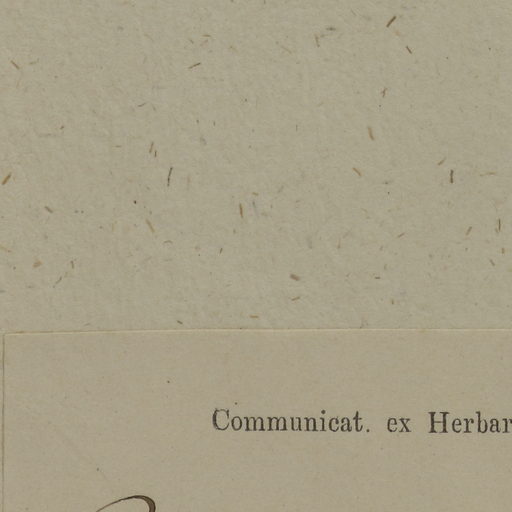 Communicat. ex Herbar